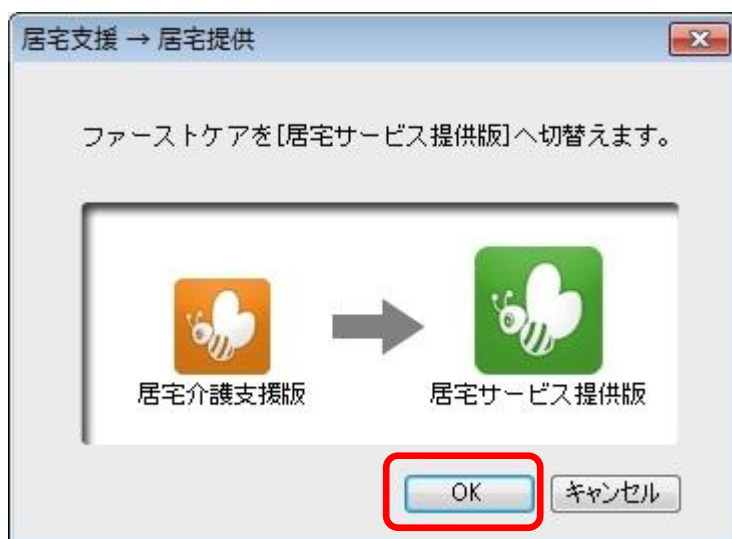 居宅支援 → 居宅提供
ファーストケアを[居宅サービス提供版]へ切替えます。
居宅介護支援版
居宅サービス提供版
OK
キャンセル